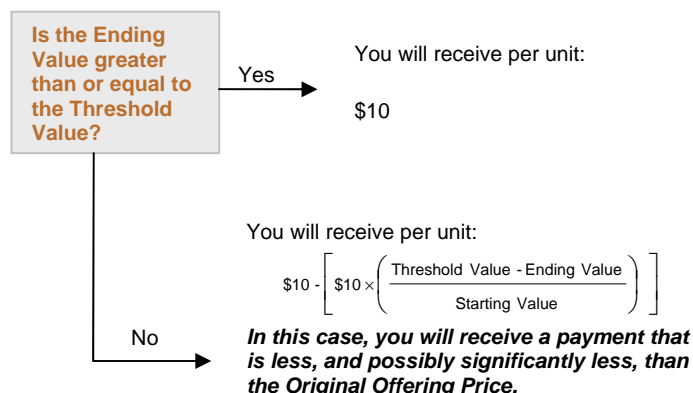 Is the Ending
Value greater
than or equal to
the Threshold
Value?
Yes
You will receive per unit:
$10
You will receive per unit:
$10 - [ $10 × ( Threshold Value - Ending Value / Starting Value ) ]
No
In this case, you will receive a payment that
is less, and possibly significantly less, than
the Original Offering Price.